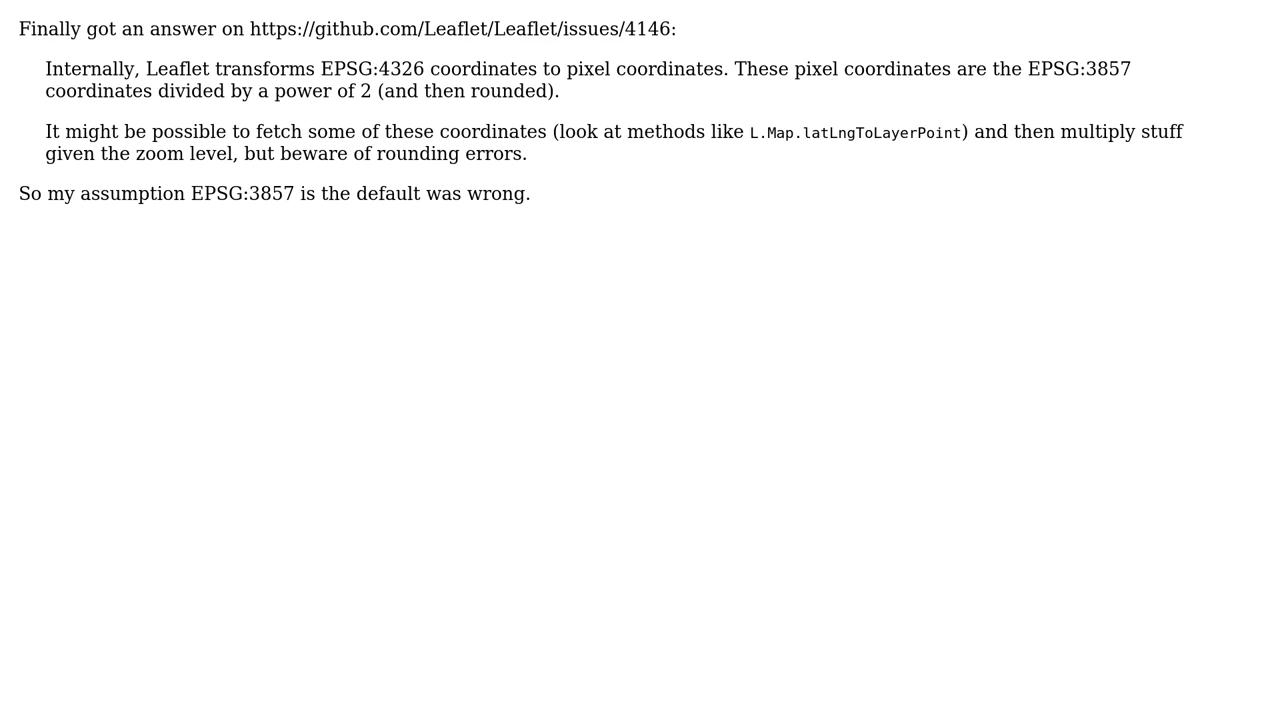 Finally got an answer on https://github.com/Leaflet/Leaflet/issues/4146:
Internally, Leaflet transforms EPSG:4326 coordinates to pixel coordinates. These pixel coordinates are the EPSG:3857
coordinates divided by a power of 2 (and then rounded).
It might be possible to fetch some of these coordinates (look at methods like L.Map.latLngToLayerPoint) and then multiply stuff
given the zoom level, but beware of rounding errors.
So my assumption EPSG:3857 is the default was wrong.